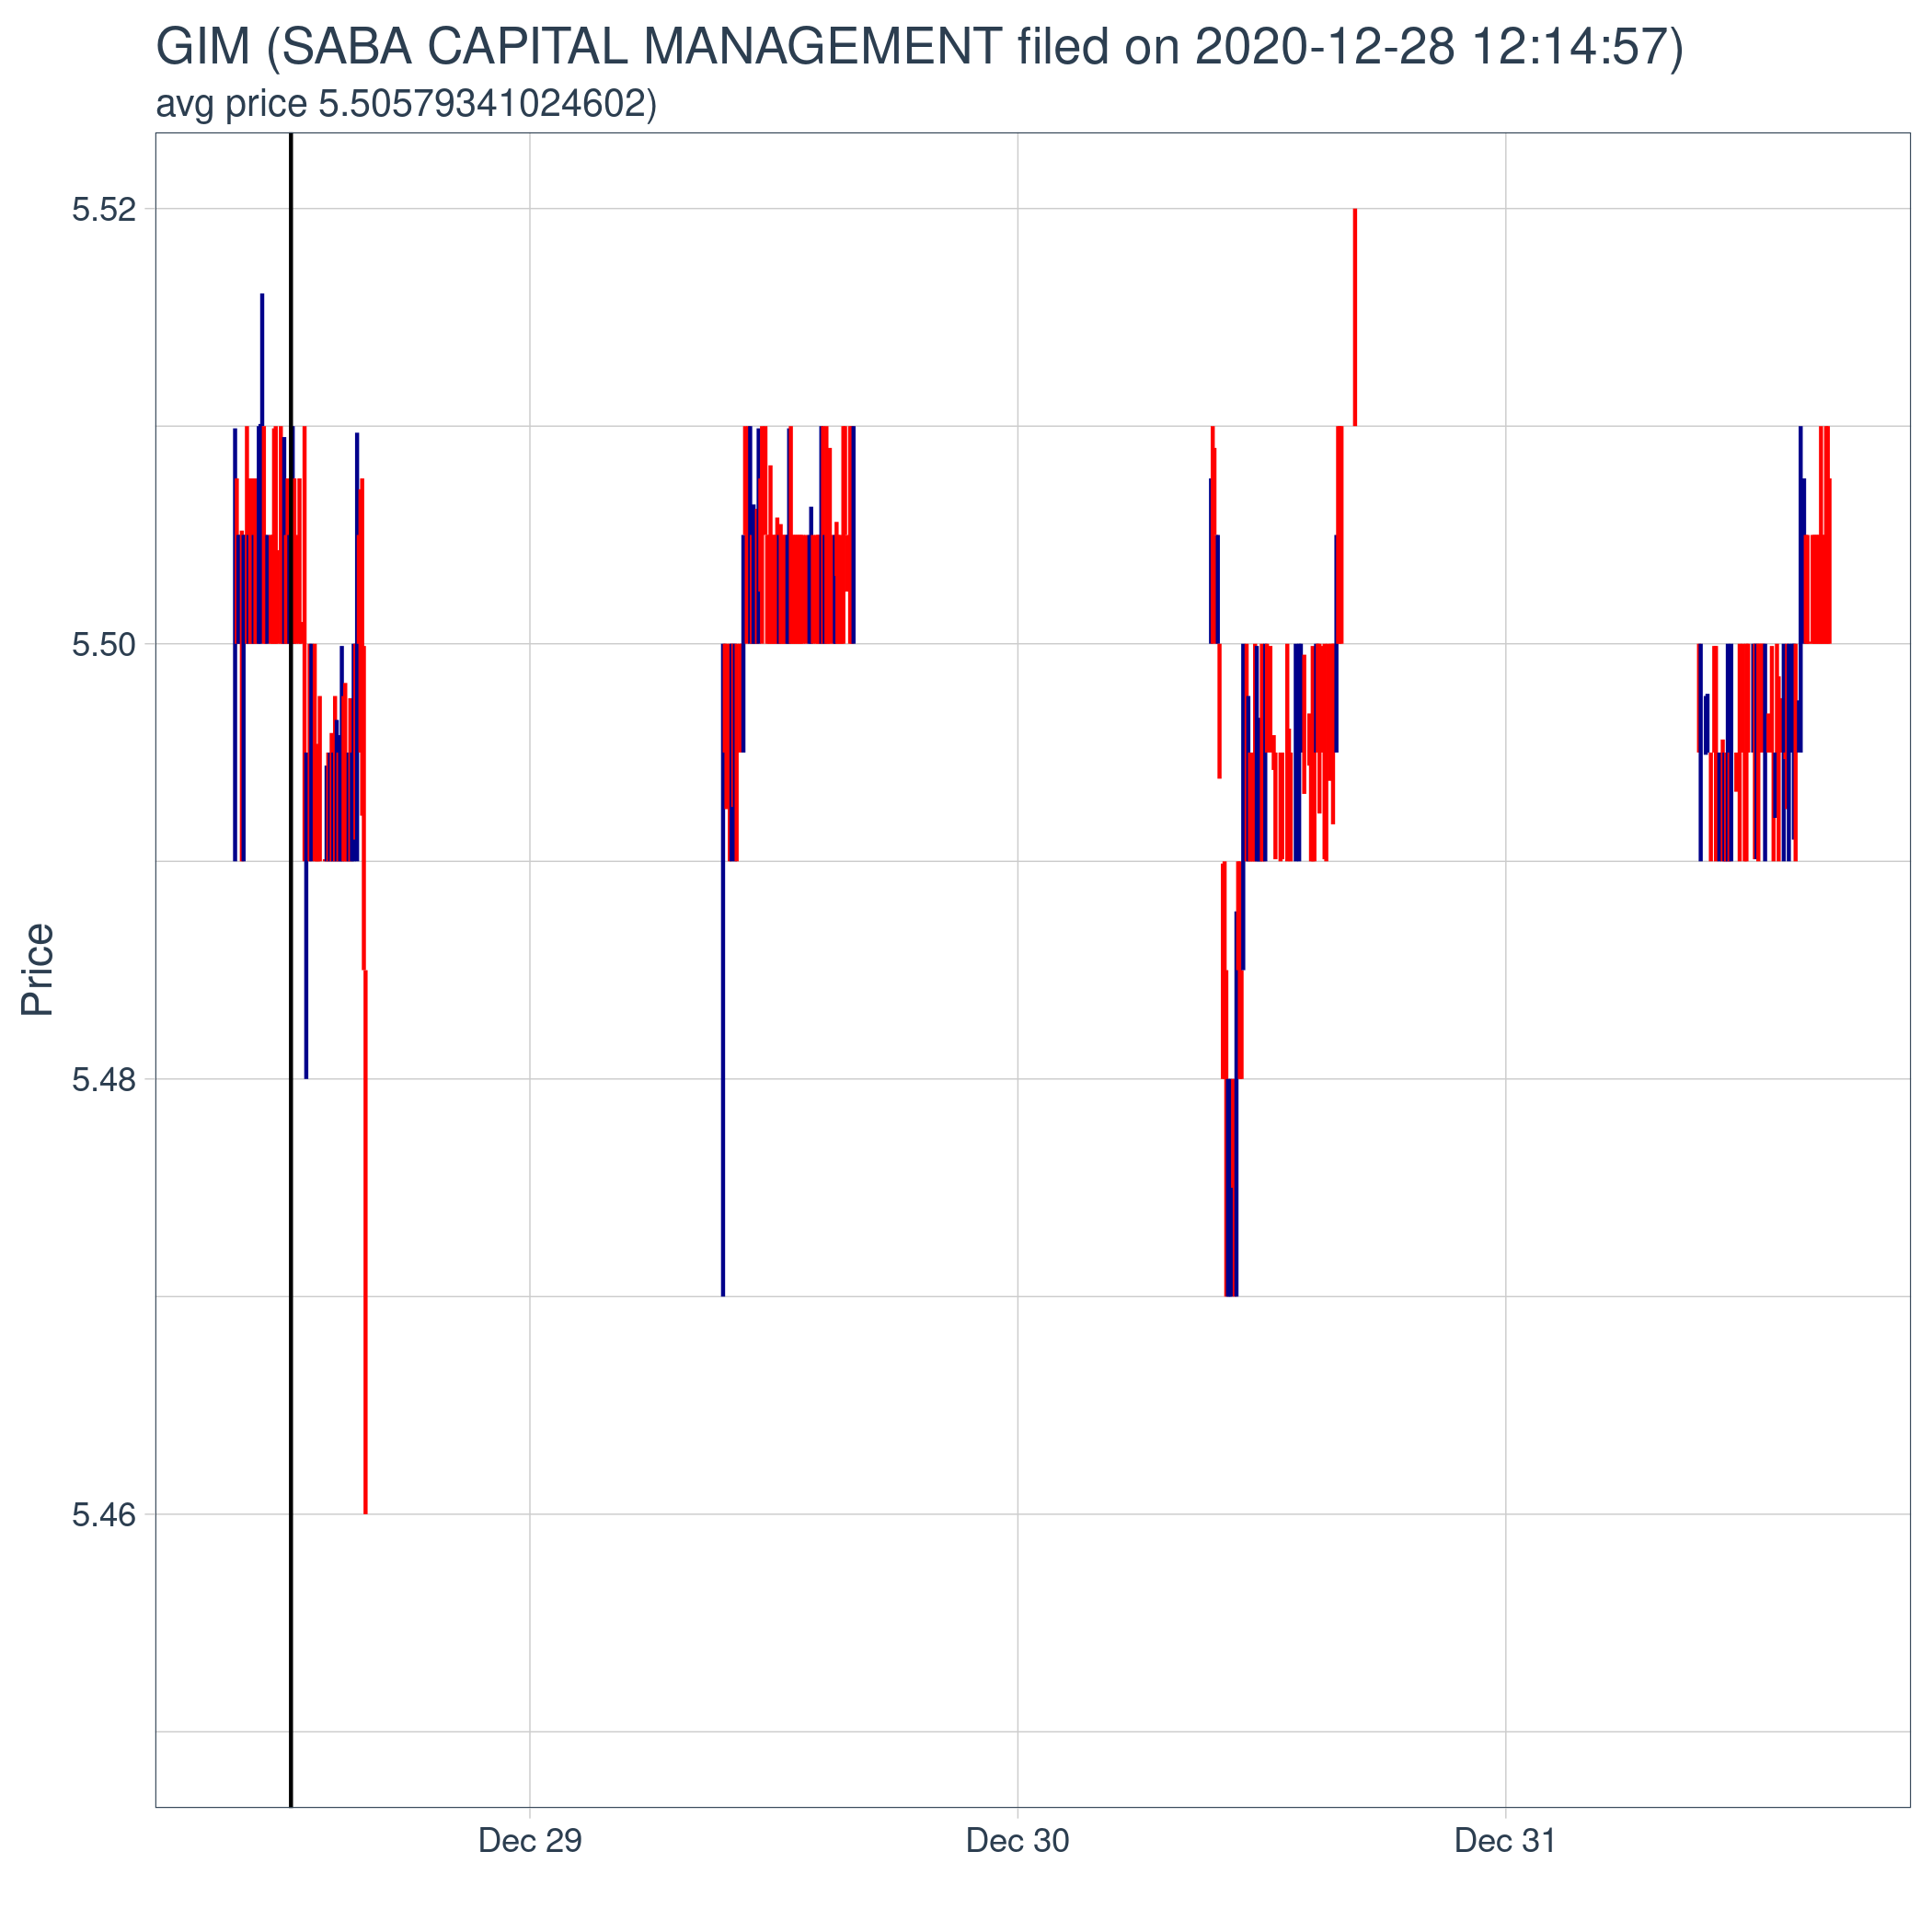 GIM (SABA CAPITAL MANAGEMENT filed on 2020-12-28 12:14:57)
avg price 5.50579341024602)
5.52
5.50
5.48
5.46
Price
Dec 29
Dec 30
Dec 31